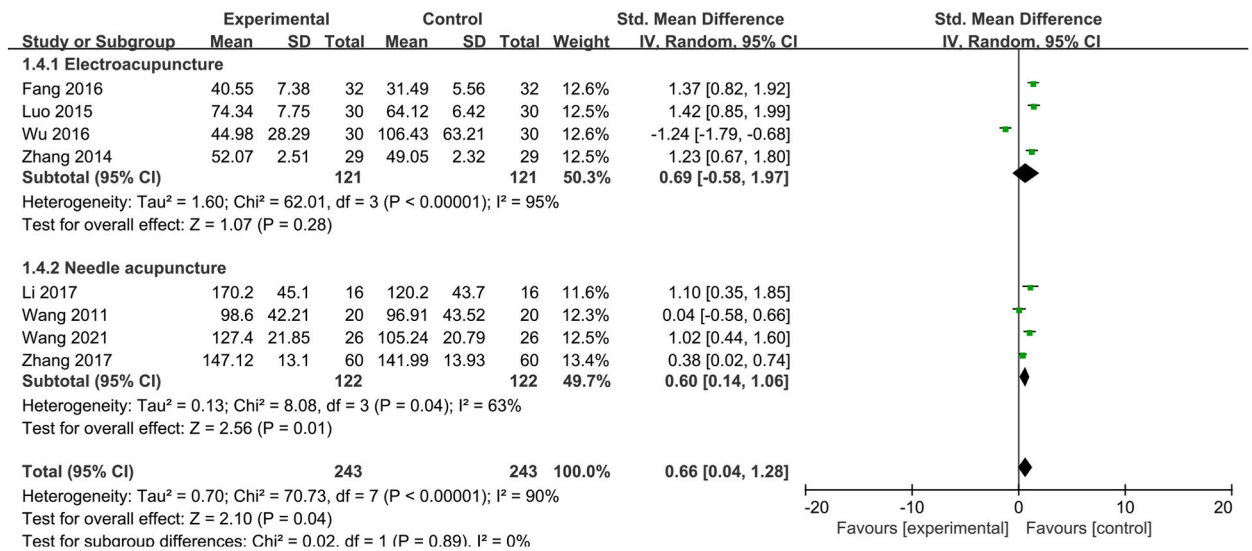 Experimental Control Std. Mean Difference Std. Mean Difference
Study or Subgroup Mean SD Total Mean SD Total Weight IV, Random, 95% CI IV, Random, 95% CI
1.4.1 Electroacupuncture
Fang 2016 40.55 7.38 32 31.49 5.56 32 12.6% 1.37 [0.82, 1.92]
Luo 2015 74.34 7.75 30 64.12 6.42 30 12.5% 1.42 [0.85, 1.99]
Wu 2016 44.98 28.29 30 106.43 63.21 30 12.6% -1.24 [-1.79, -0.68]
Zhang 2014 52.07 2.51 29 49.05 2.32 29 12.5% 1.23 [0.67, 1.80]
Subtotal (95% CI) 121 121 50.3% 0.69 [-0.58, 1.97]
Heterogeneity: Tau² = 1.60; Chi² = 62.01, df = 3 (P < 0.00001); I² = 95%
Test for overall effect: Z = 1.07 (P = 0.28)
1.4.2 Needle acupuncture
Li 2017 170.2 45.1 16 120.2 43.7 16 11.6% 1.10 [0.35, 1.85]
Wang 2011 98.6 42.21 20 96.91 43.52 20 12.3% 0.04 [-0.58, 0.66]
Wang 2021 127.4 21.85 26 105.24 20.79 26 12.5% 1.02 [0.44, 1.60]
Zhang 2017 147.12 13.1 60 141.99 13.93 60 13.4% 0.38 [0.02, 0.74]
Subtotal (95% CI) 122 122 49.7% 0.60 [0.14, 1.06]
Heterogeneity: Tau² = 0.13; Chi² = 8.08, df = 3 (P = 0.04); I² = 63%
Test for overall effect: Z = 2.56 (P = 0.01)
Total (95% CI) 243 243 100.0% 0.66 [0.04, 1.28]
Heterogeneity: Tau² = 0.70; Chi² = 70.73, df = 7 (P < 0.00001); I² = 90%
Test for overall effect: Z = 2.10 (P = 0.04)
Test for subgroup differences: Chi² = 0.02, df = 1 (P = 0.89), I² = 0%
-20 -10 0 10 20
Favours [experimental] Favours [control]